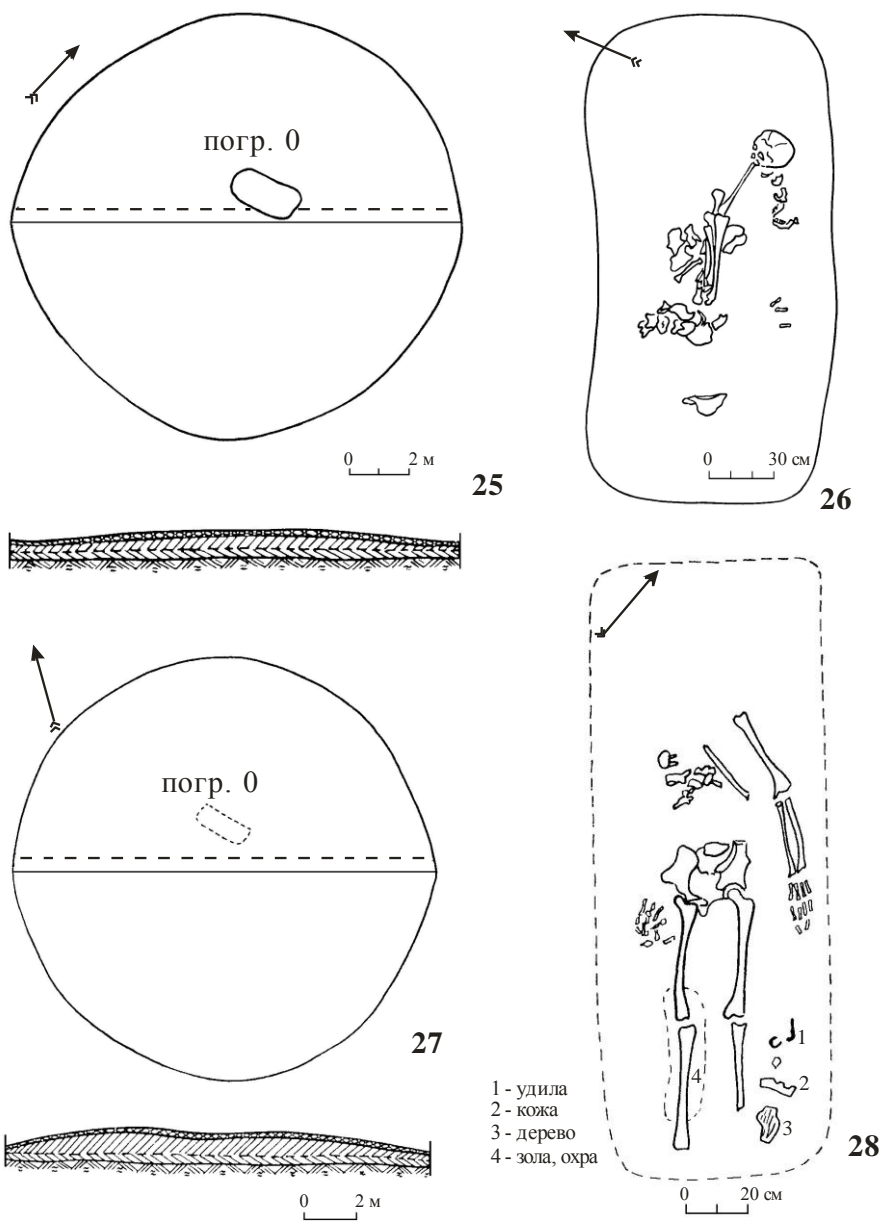 погр. 0
0 2 м
25
0 30 см
26
погр. 0
27
0 2 м
1
2
3
4
1 - удила
2 - кожа
3 - дерево
4 - зола, охра
28
0 20 см